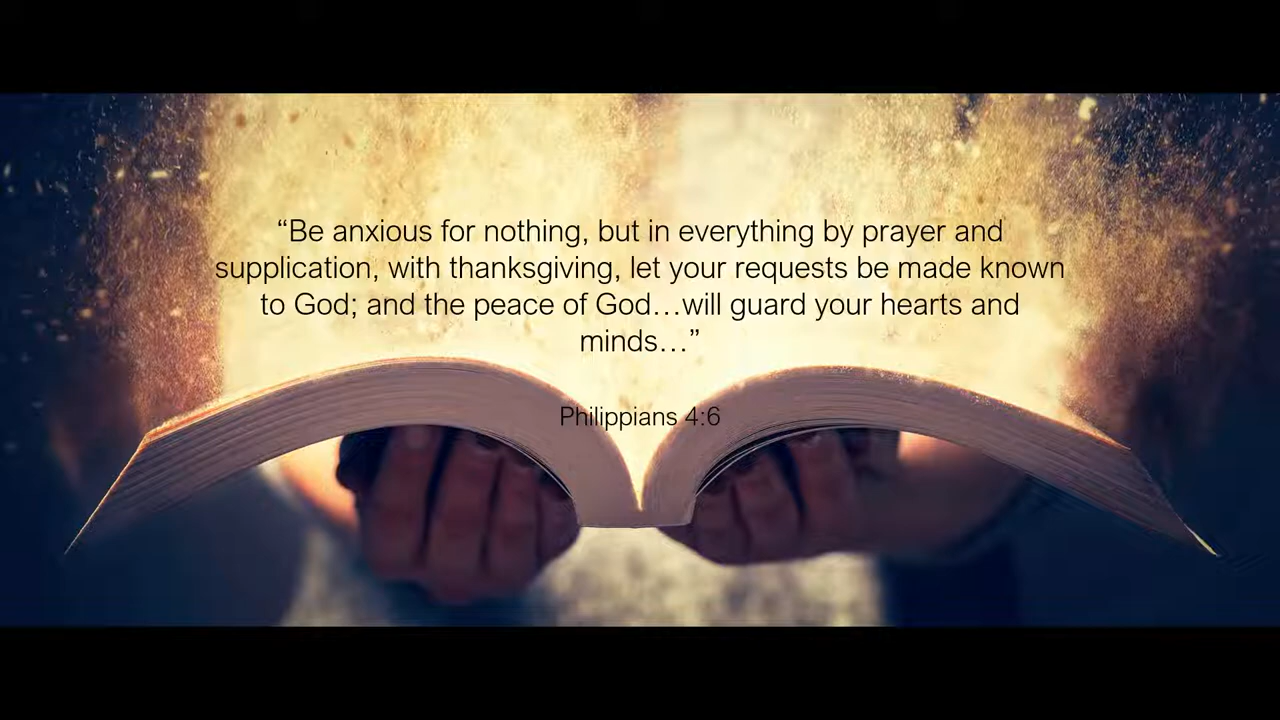 “Be anxious for nothing, but in everything by prayer and
supplication, with thanksgiving, let your requests be made known
to God; and the peace of God…will guard your hearts and
minds…”
Philippians 4:6